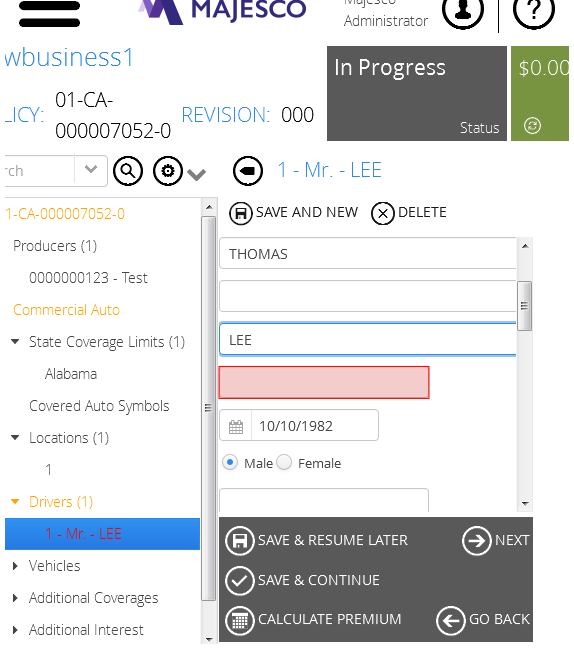 MAJESCO
Majesco
Administrator
?
wbusiness1
LICY: 01-CA-000007052-0 REVISION: 000
In Progress
Status
$0.00
rch
1 - Mr. - LEE
1-CA-000007052-0
Producers (1)
0000000123 - Test
Commercial Auto
State Coverage Limits (1)
Alabama
Covered Auto Symbols
Locations (1)
1
Drivers (1)
1 - Mr. - LEE
Vehicles
Additional Coverages
Additional Interest
SAVE AND NEW DELETE
THOMAS
LEE
10/10/1982
Male Female
SAVE & RESUME LATER NEXT
SAVE & CONTINUE
CALCULATE PREMIUM GO BACK